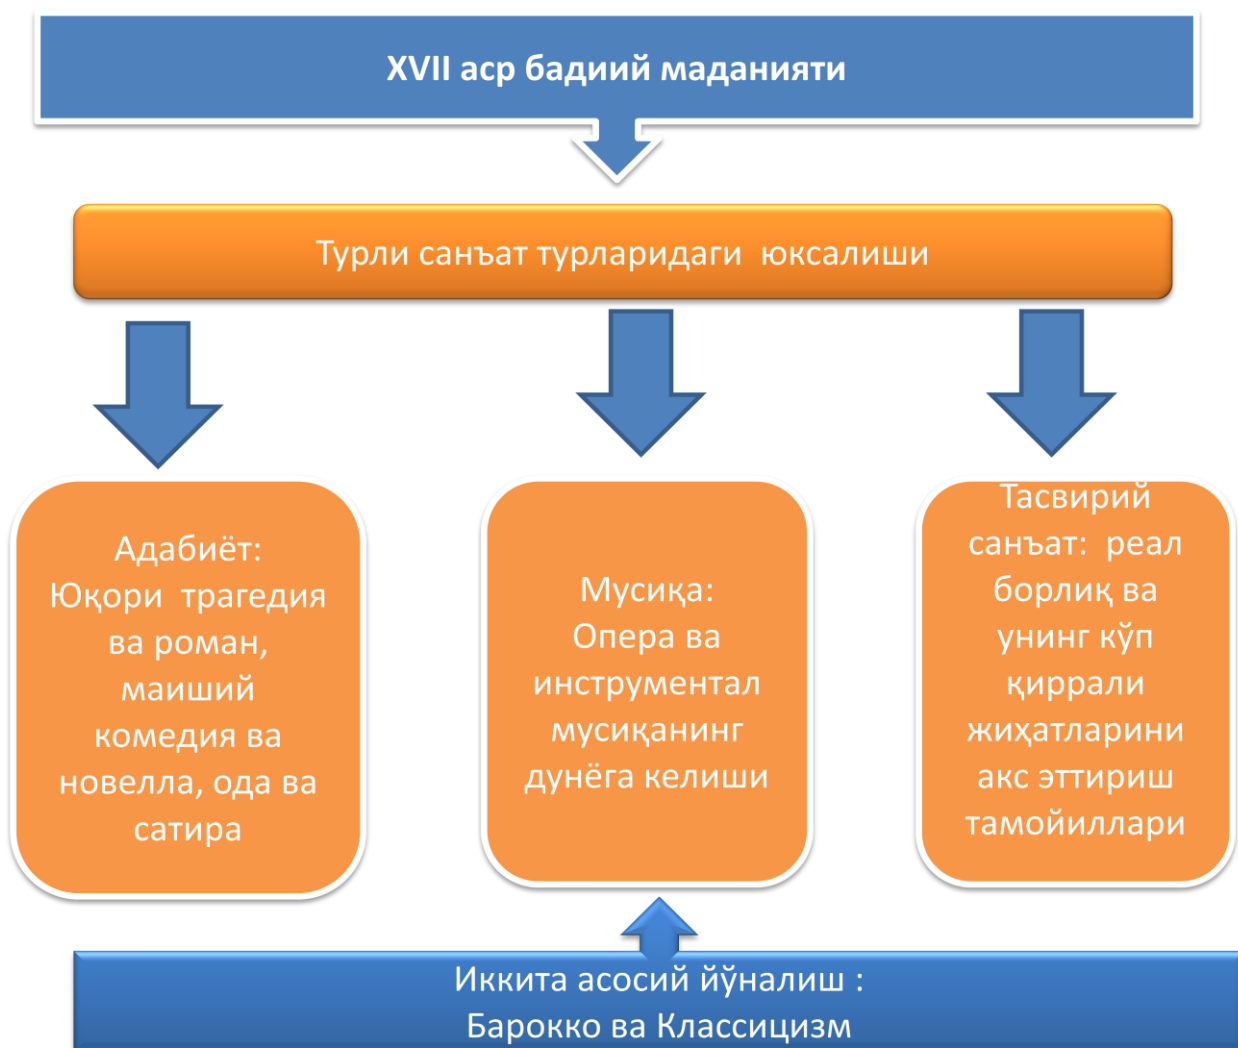 XVII аср бадиий маданияти
Турли санъат турларидаги юксалиши
Адабиёт:
Юқори трагедия
ва роман,
маиший
комедия ва
новелла, ода ва
сатира
Мусиқа:
Опера ва
инструментал
мусиқанинг
дунёга келиши
Тасвирий
санъат: реал
борлиқ ва
унинг кўп
қиррали
жиҳатларини
акс эттириш
тамойиллари
Иккита асосий йўналиш :
Барокко ва Классицизм